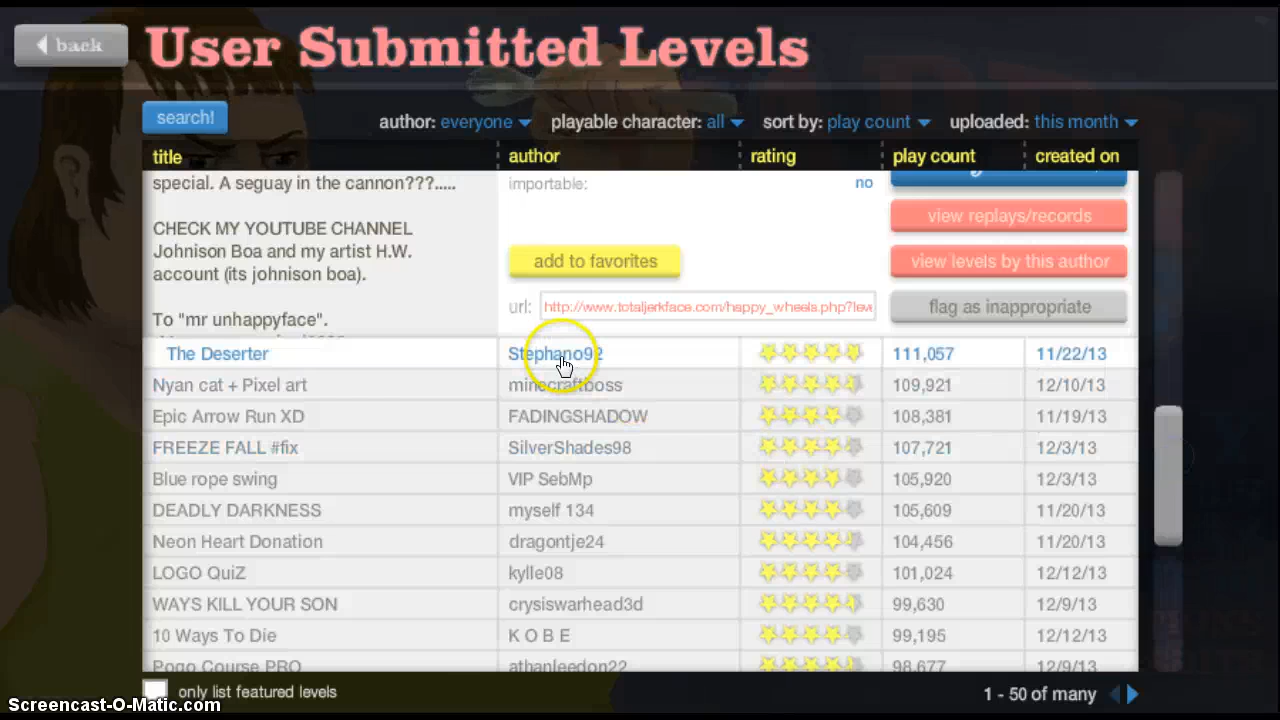 back
User Submitted Levels
search!
author: everyone
playable character: all
sort by: play count
uploaded: this month
title author rating play count created on
special. A seguay in the cannon???.....
importable: no
view replays/records
CHECK MY YOUTUBE CHANNEL
Johnison Boa and my artist H.W.
account (its johnison boa).
add to favorites
view levels by this author
url: http://www.totaljerkface.com/happy_wheels.php?leve
flag as inappropriate
To "mr unhappyface".
The Deserter Stephano92 111,057 11/22/13
Nyan cat + Pixel art minecraftboss 109,921 12/10/13
Epic Arrow Run XD FADINGSHADOW 108,381 11/19/13
FREEZE FALL #fix SilverShades98 107,721 12/3/13
Blue rope swing VIP SebMp 105,920 12/3/13
DEADLY DARKNESS myself 134 105,609 11/20/13
Neon Heart Donation dragontje24 104,456 11/20/13
LOGO QuiZ kylle08 101,024 12/12/13
WAYS KILL YOUR SON crysiswarhead3d 99,630 12/9/13
10 Ways To Die K O B E 99,195 12/12/13
Pogo Course PRO athanleedon22 98,677 12/9/13
only list featured levels
1 - 50 of many
Screencast-O-Matic.com